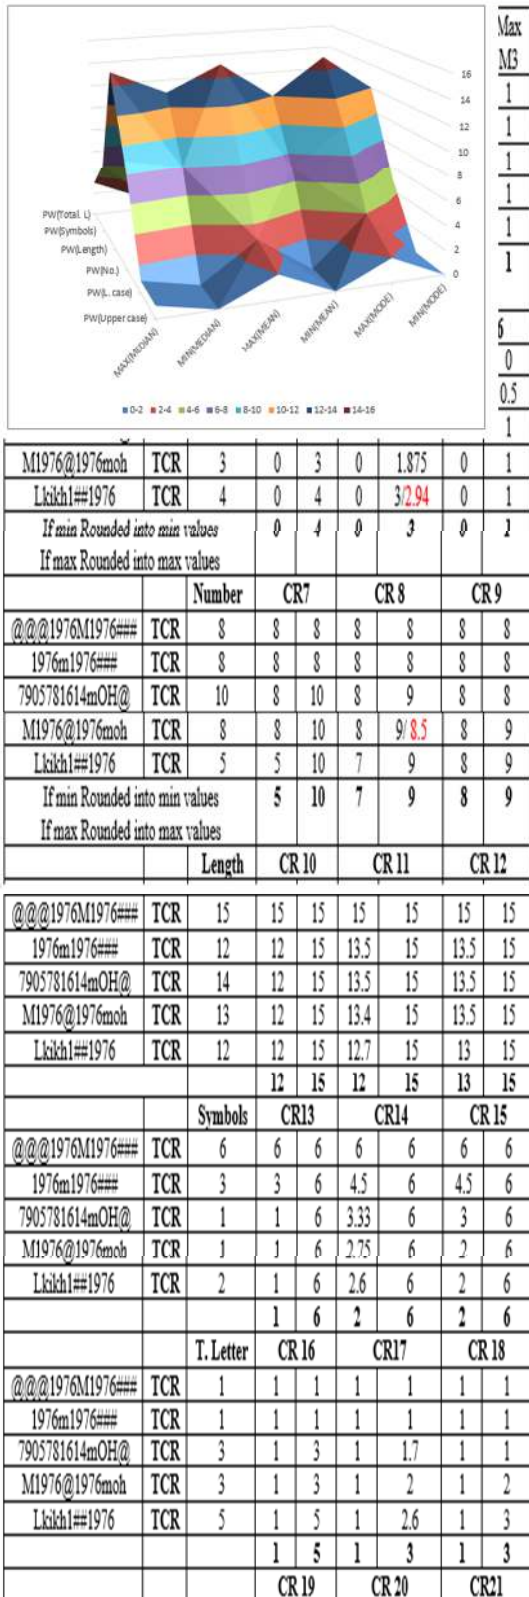 Max
M3
16
14
12
10
8
6
4
2
0
PW(Total. L)
PW(Symbols)
PW(Length)
PW(No.)
PW(L. case)
PW(Upper case)
MAX(MEDIAN)
MIN(MEDIAN)
MAX(MEAN)
MIN(MEAN)
MAX(MODE)
MIN(MODE)
0-2 2-4 4-6 6-8 8-10 10-12 12-14 14-16
1
1
1
1
1
1
0
0.5
1
M1976@1976moh TCR 3 0 3 0 1.875 0 1
Lkikh1##1976 TCR 4 0 4 0 3/2.94 0 1
If min Rounded into min values 0 4 0 3 0 1
If max Rounded into max values
Number CR7 CR 8 CR 9
@@@1976M1976### TCR 8 8 8 8 8 8 8
1976m1976### TCR 8 8 8 8 8 8 8
7905781614mOH@ TCR 10 8 10 8 9 8 8
M1976@1976moh TCR 8 8 10 8 9/ 8.5 8 9
Lkikh1##1976 TCR 5 5 10 7 9 8 9
If min Rounded into min values 5 10 7 9 8 9
If max Rounded into max values
Length CR 10 CR 11 CR 12
@@@1976M1976### TCR 15 15 15 15 15 15 15
1976m1976### TCR 12 12 15 13.5 15 13.5 15
7905781614mOH@ TCR 14 12 15 13.5 15 13.5 15
M1976@1976moh TCR 13 12 15 13.4 15 13.5 15
Lkikh1##1976 TCR 12 12 15 12.7 15 13 15
12 15 12 15 13 15
Symbols CR13 CR14 CR 15
@@@1976M1976### TCR 6 6 6 6 6 6 6
1976m1976### TCR 3 3 6 4.5 6 4.5 6
7905781614mOH@ TCR 1 1 6 3.33 6 3 6
M1976@1976moh TCR 1 1 6 2.75 6 2 6
Lkikh1##1976 TCR 2 1 6 2.6 6 2 6
1 6 2 6 2 6
T. Letter CR 16 CR17 CR 18
@@@1976M1976### TCR 1 1 1 1 1 1 1
1976m1976### TCR 1 1 1 1 1 1 1
7905781614mOH@ TCR 3 1 3 1 1.7 1 1
M1976@1976moh TCR 3 1 3 1 2 1 2
Lkikh1##1976 TCR 5 1 5 1 2.6 1 3
1 5 1 3 1 3
CR 19 CR 20 CR21